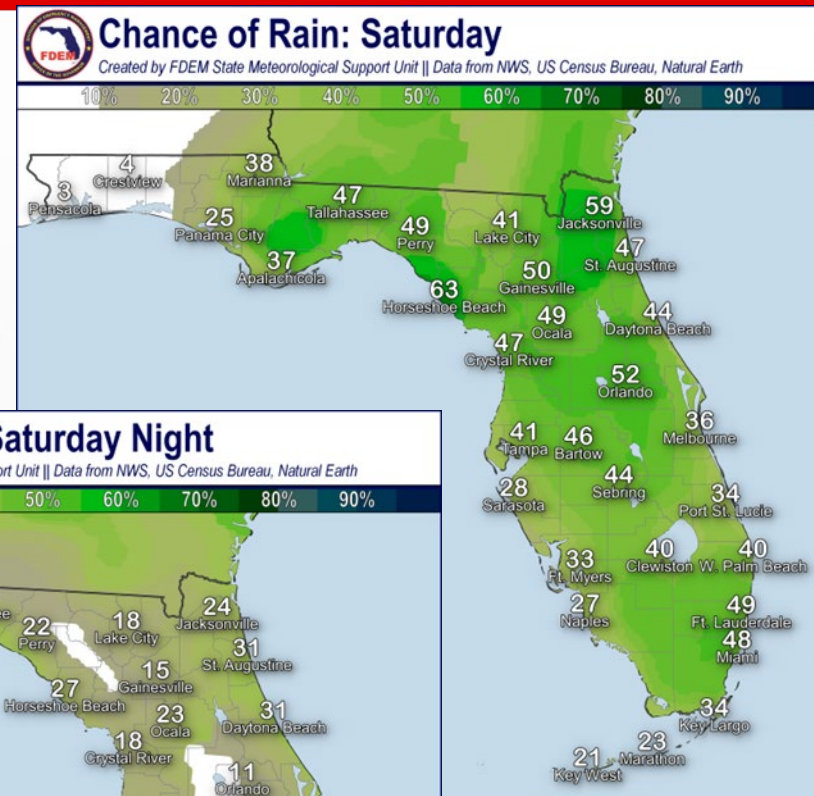 FDEM
Chance of Rain: Saturday
Created by FDEM State Meteorological Support Unit || Data from NWS, US Census Bureau, Natural Earth
10% 20% 30% 40% 50% 60% 70% 80% 90%
4
Crestview
38
Marianna
3
Pensacola
47
Tallahassee
59
Jacksonville
25
Panama City
49
Perry
41
Lake City
47
St. Augustine
37
Apalachicola
50
Gainesville
63
Horseshoe Beach
49
Ocala
44
Daytona Beach
47
Crystal River
52
Orlando
41
Tampa
46
Bartow
36
Melbourne
28
Sarasota
44
Sebring
34
Port St. Lucie
33
Ft. Myers
40
Clewiston
40
W. Palm Beach
27
Naples
49
Ft. Lauderdale
48
Miami
34
Key Largo
23
Marathon
21
Key West
Saturday Night
ort Unit || Data from NWS, US Census Bureau, Natural Earth
50% 60% 70% 80% 90%
ee
22
Perry
18
Lake City
24
Jacksonville
31
St. Augustine
15
Gainesville
27
Horseshoe Beach
23
Ocala
31
Daytona Beach
18
Crystal River
11
Orlando